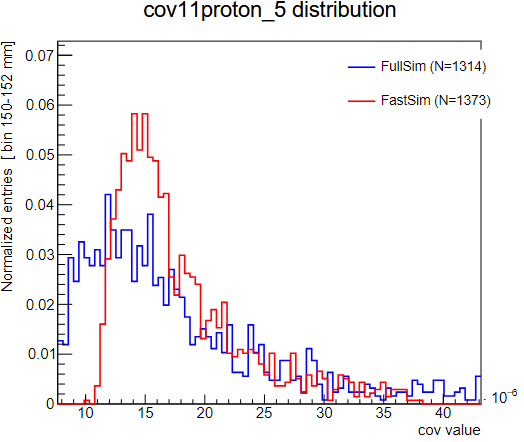 cov11proton_5 distribution
Normalized entries [ bin 150-152 mm]
0.07
0.06
0.05
0.04
0.03
0.02
0.01
0
FullSim (N=1314)
FastSim (N=1373)
10 15 20 25 30 35 40
· 10⁻⁶
cov value